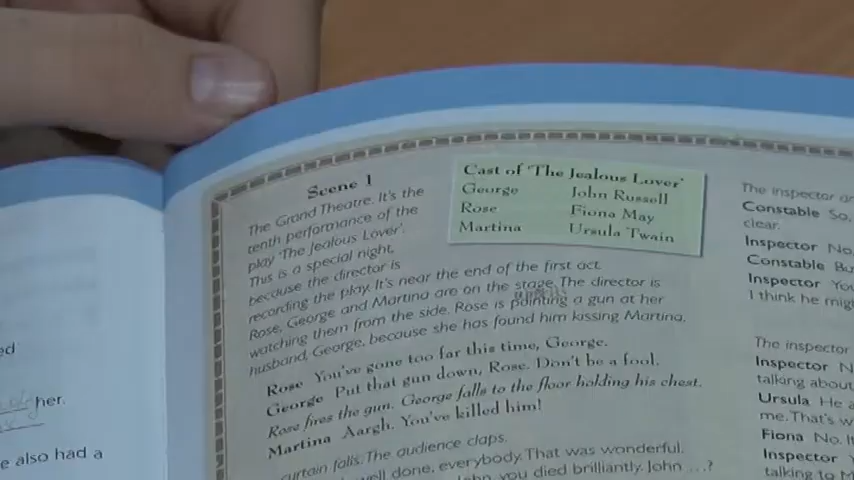 Scene 1
The Grand Theatre. It's the
tenth performance of the
play 'The Jealous Lover'.
This is a special night,
because the director is
recording the play. It's near the end of the first act.
Rose, George and Martina are on the stage. The director is
watching them from the side. Rose is pointing a gun at her
husband, George, because she has found him kissing Martina.
Rose You've gone too far this time, George.
George Put that gun down, Rose. Don't be a fool.
Rose fires the gun. George falls to the floor holding his chest.
Martina Aargh. You've killed him!
curtain falls. The audience claps.
well done, everybody. That was wonderful.
you died brilliantly. John ...?
Cast of 'The Jealous Lover'
George John Russell
Rose Fiona May
Martina Ursula Twain
The inspector
Constable So,
clear.
Inspector No,
Constable
Inspector
I think he
The inspector
Inspector
talking about
Ursula He
me. That's
Fiona No.
Inspector
talking to
her.
also had a